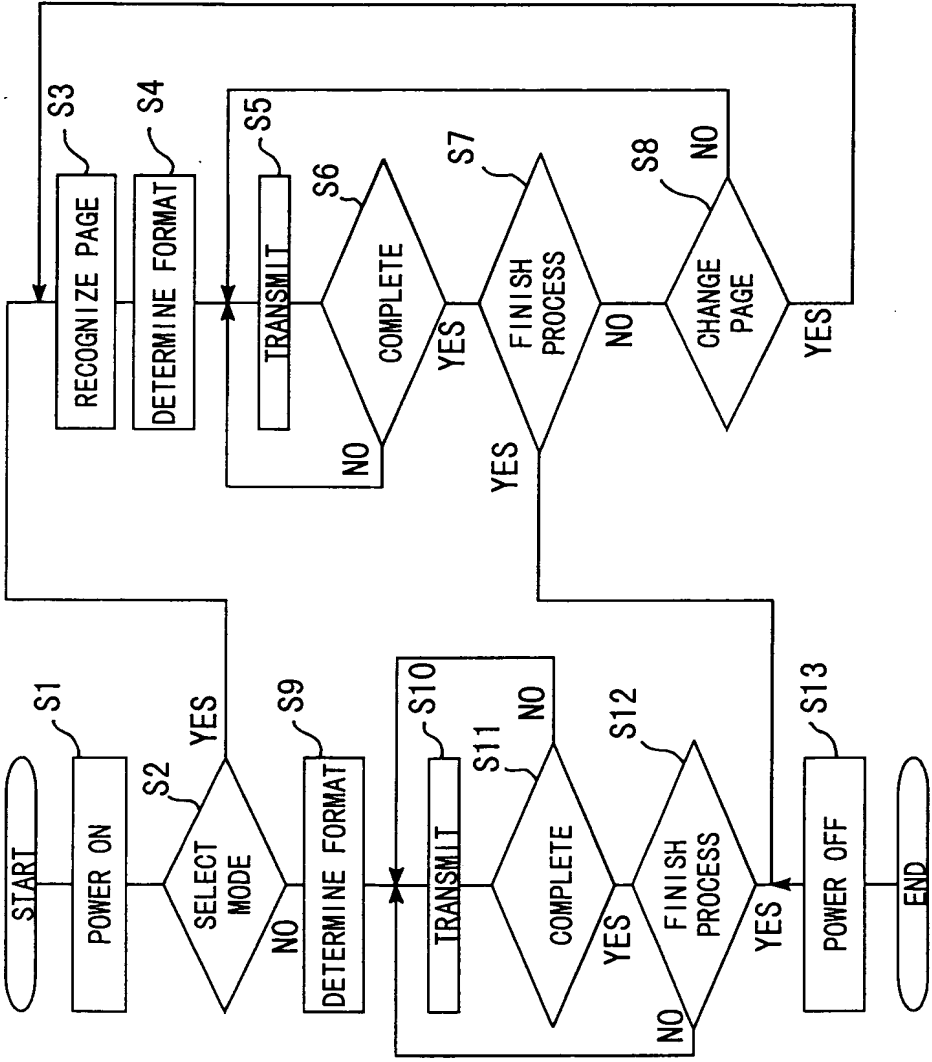 START
S1
POWER ON
S2
SELECT
MODE
YES
NO
S9
DETERMINE FORMAT
S10
TRANSMIT
S11
COMPLETE
NO
YES
S12
FINISH
PROCESS
NO
YES
S13
POWER OFF
END
S3
RECOGNIZE PAGE
S4
DETERMINE FORMAT
S5
TRANSMIT
S6
COMPLETE
NO
YES
S7
FINISH
PROCESS
YES
NO
S8
CHANGE
PAGE
NO
YES